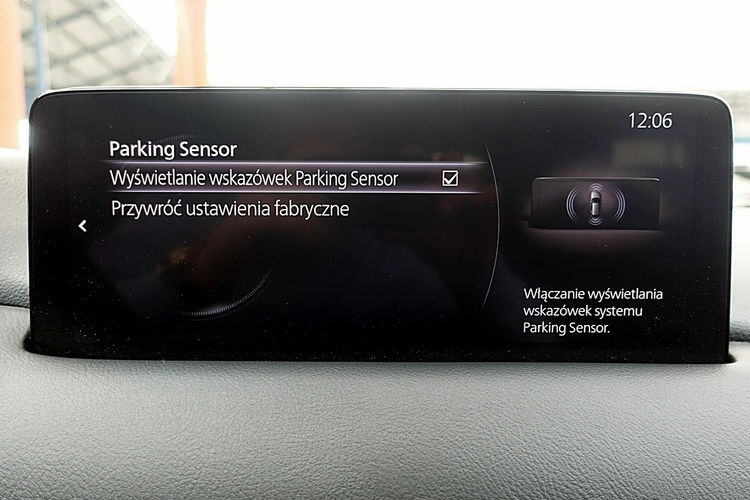 12:06
Parking Sensor
Wyświetlanie wskazówek Parking Sensor
Przywróć ustawienia fabryczne
Włączanie wyświetlania
wskazówek systemu
Parking Sensor.